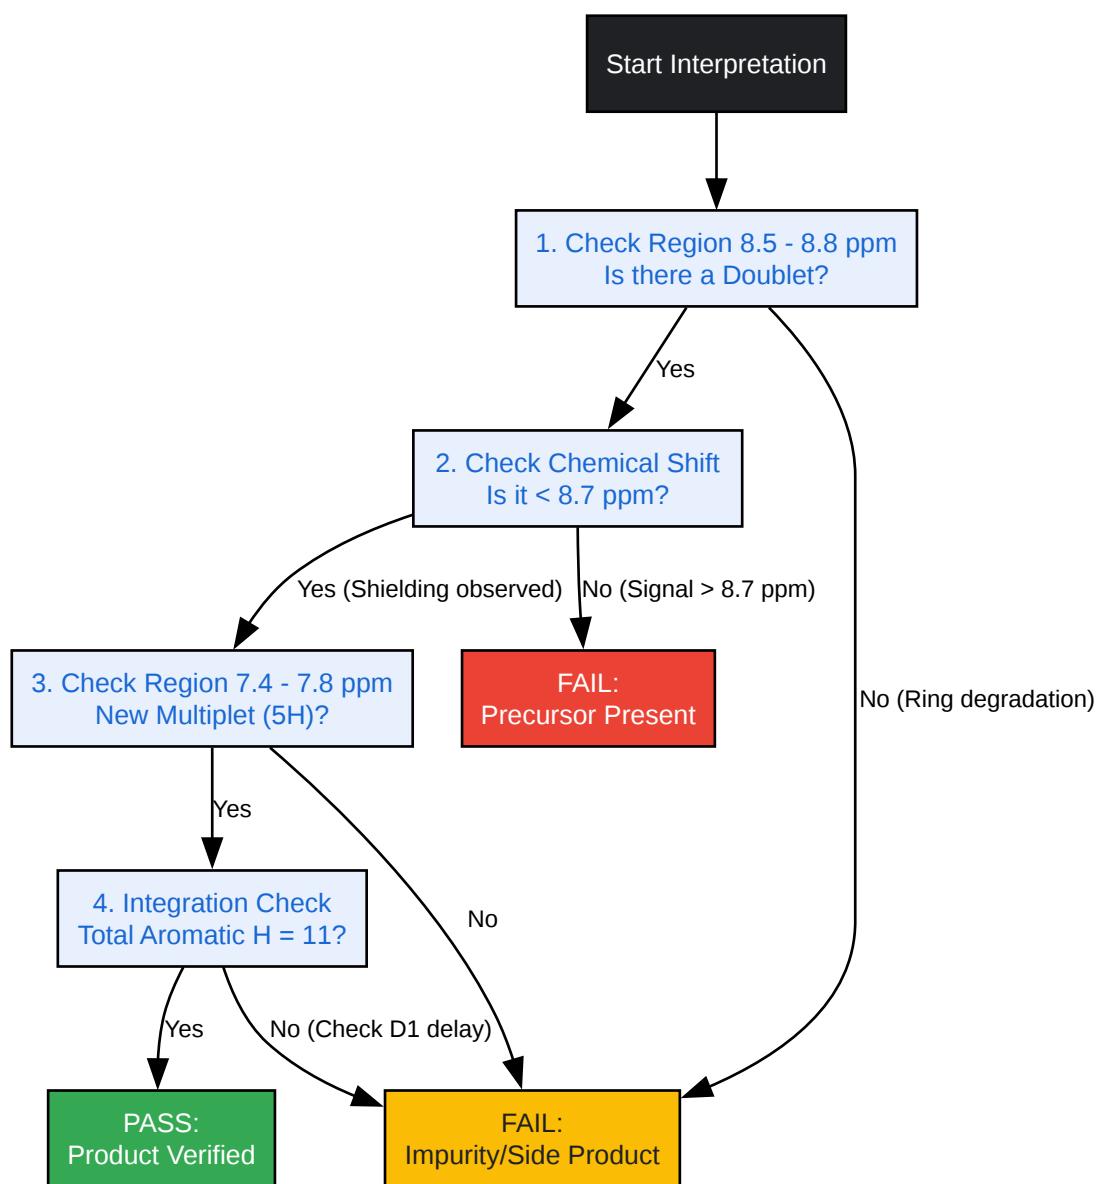 Start Interpretation
1. Check Region 8.5 - 8.8 ppm
Is there a Doublet?
Yes
2. Check Chemical Shift
Is it < 8.7 ppm?
Yes (Shielding observed)
No (Signal > 8.7 ppm)
3. Check Region 7.4 - 7.8 ppm
New Multiplet (5H)?
FAIL:
Precursor Present
No (Ring degradation)
Yes
4. Integration Check
Total Aromatic H = 11?
No
Yes
No (Check D1 delay)
PASS:
Product Verified
FAIL:
Impurity/Side Product